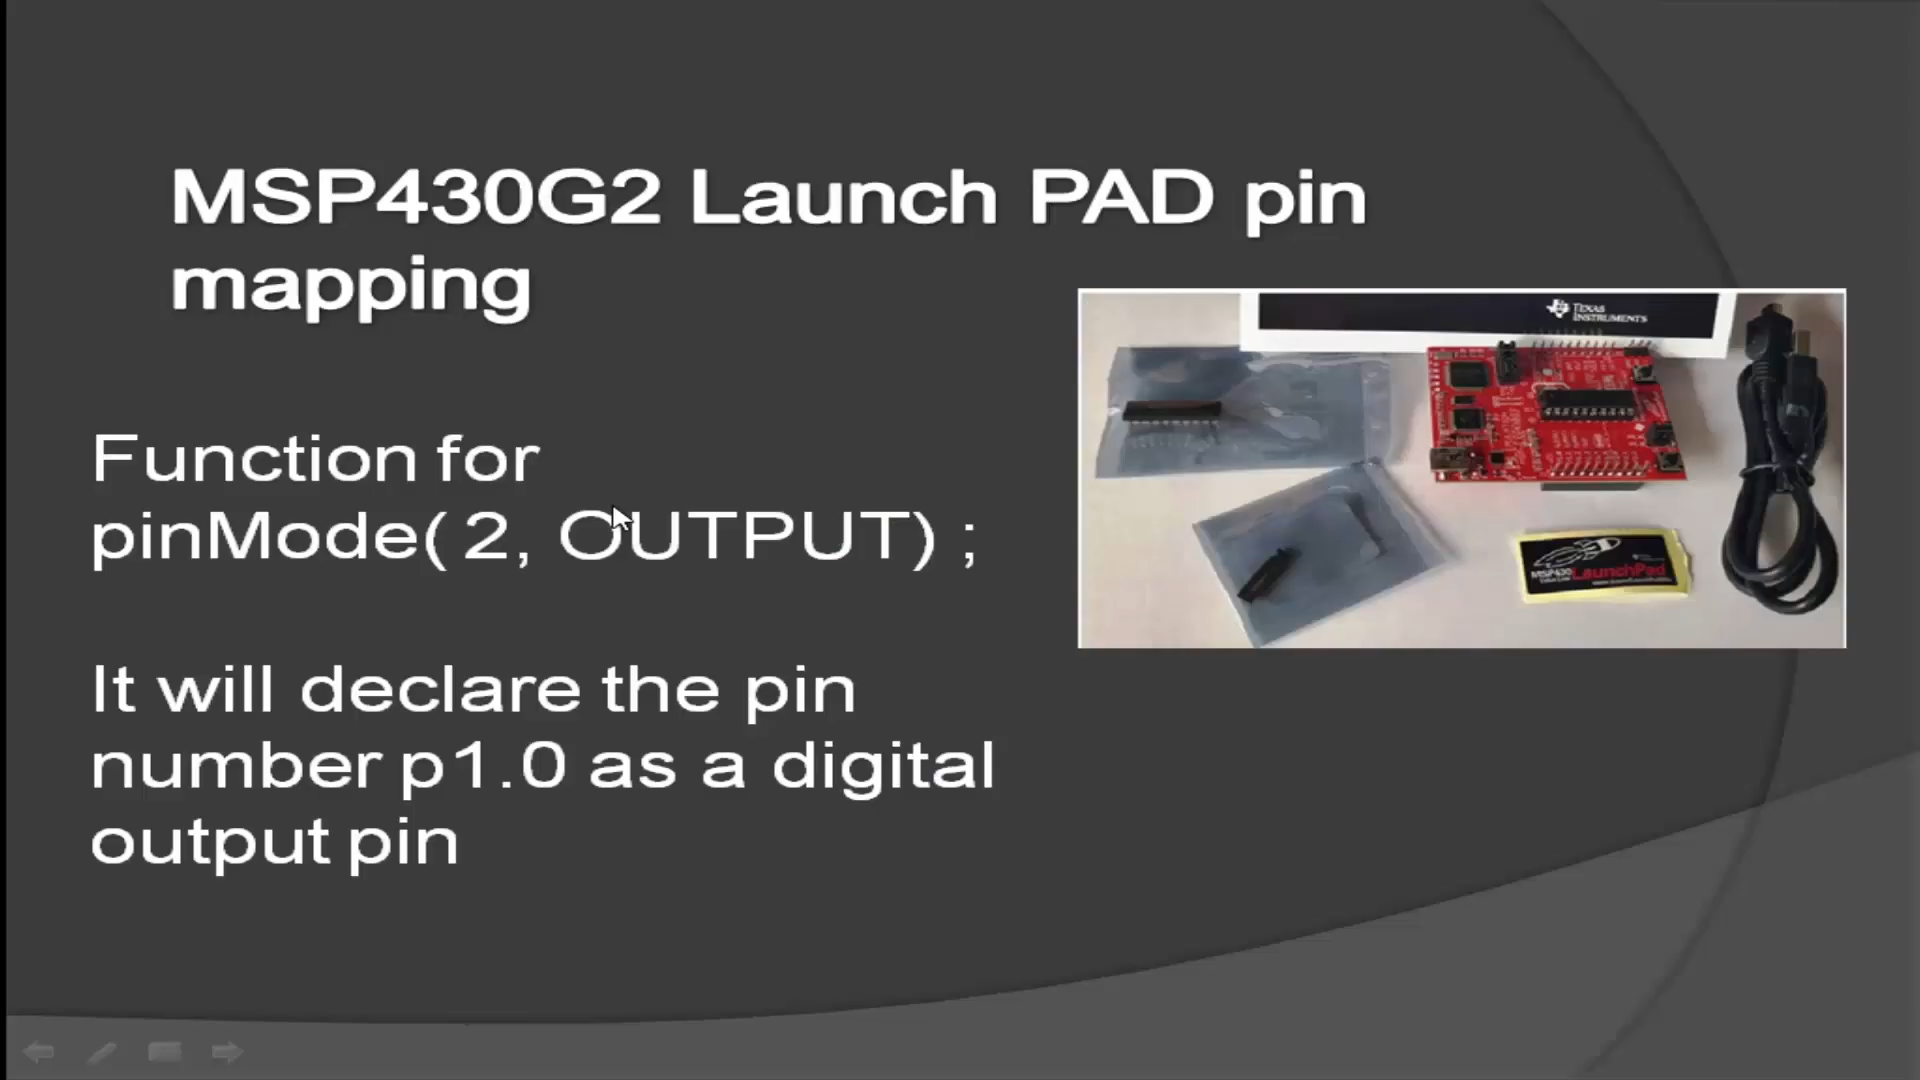 MSP430G2 Launch PAD pin
mapping
TEXAS
INSTRUMENTS
Function for
pinMode( 2, OUTPUT) ;
MSP430
LaunchPad
It will declare the pin
number p1.0 as a digital
output pin